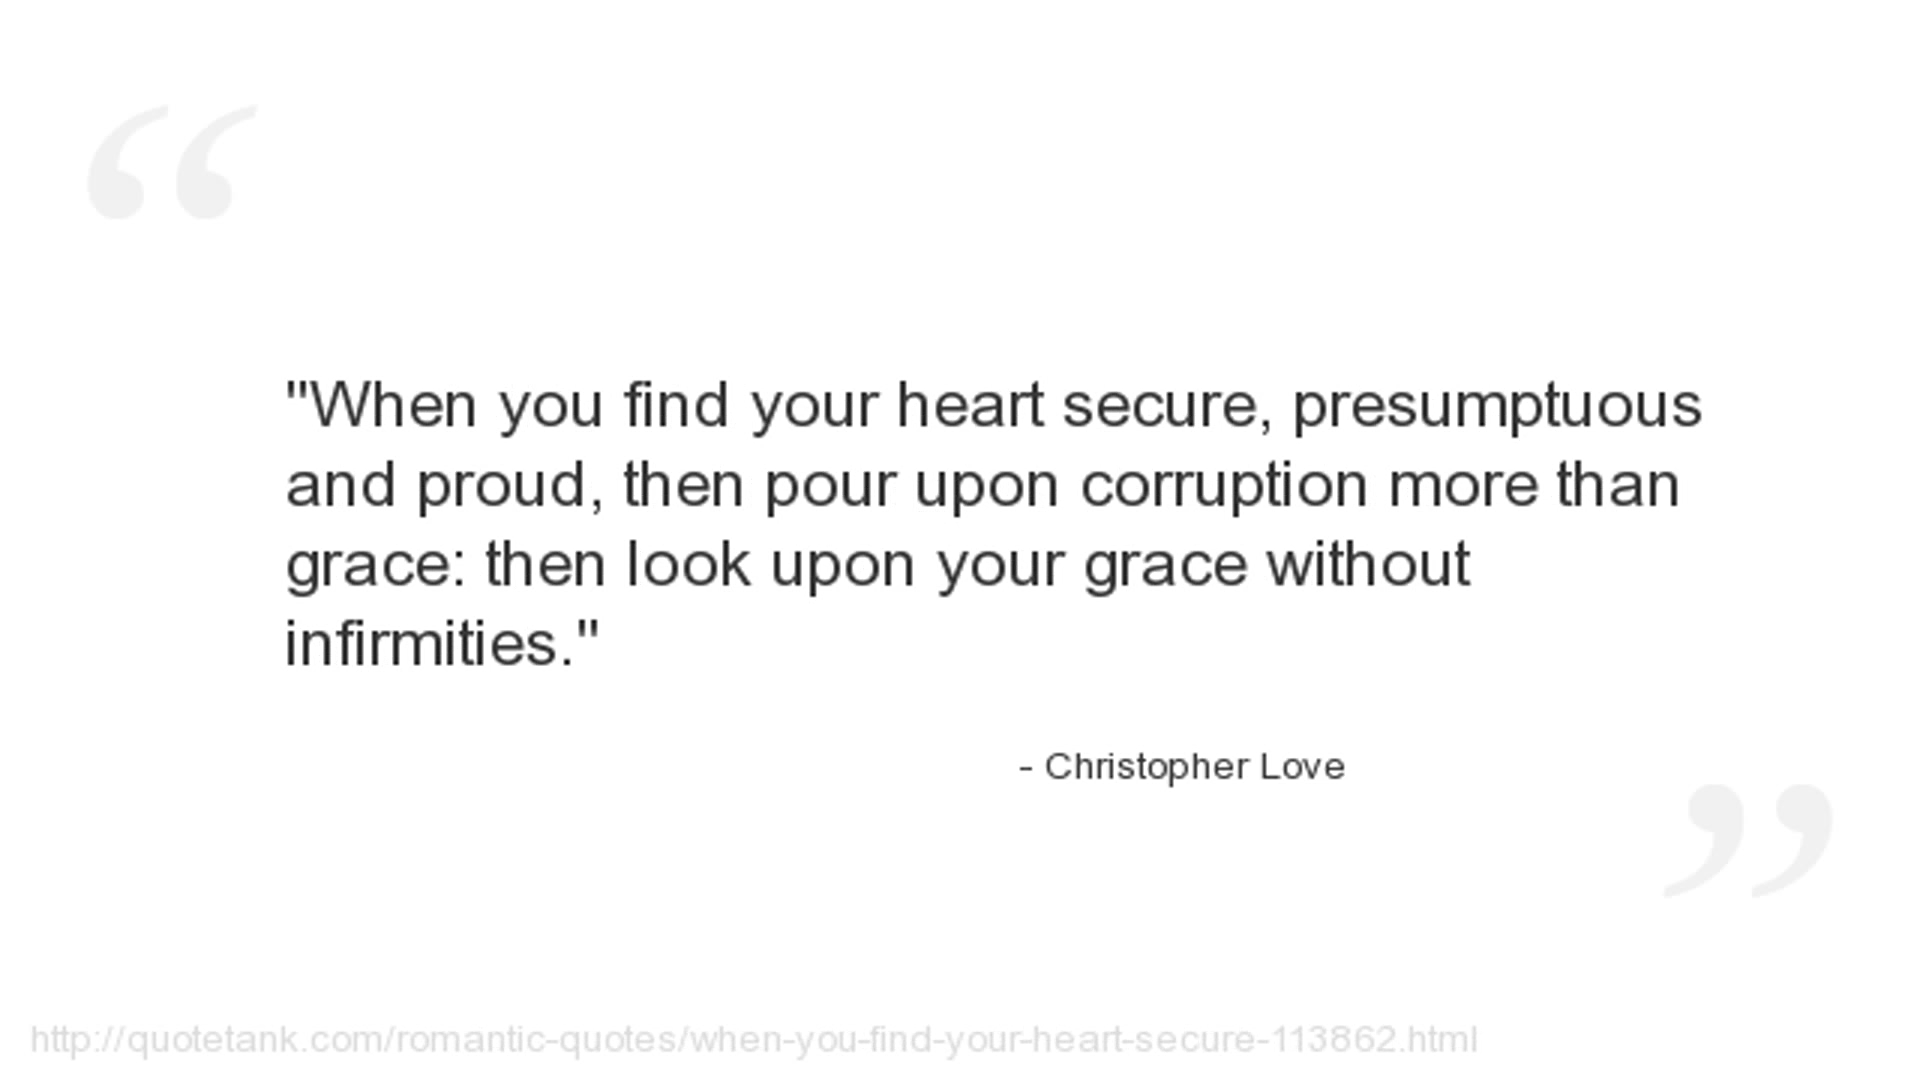 "When you find your heart secure, presumptuous
and proud, then pour upon corruption more than
grace: then look upon your grace without
infirmities."
- Christopher Love
http://quotetank.com/romantic-quotes/when-you-find-your-heart-secure-113862.html